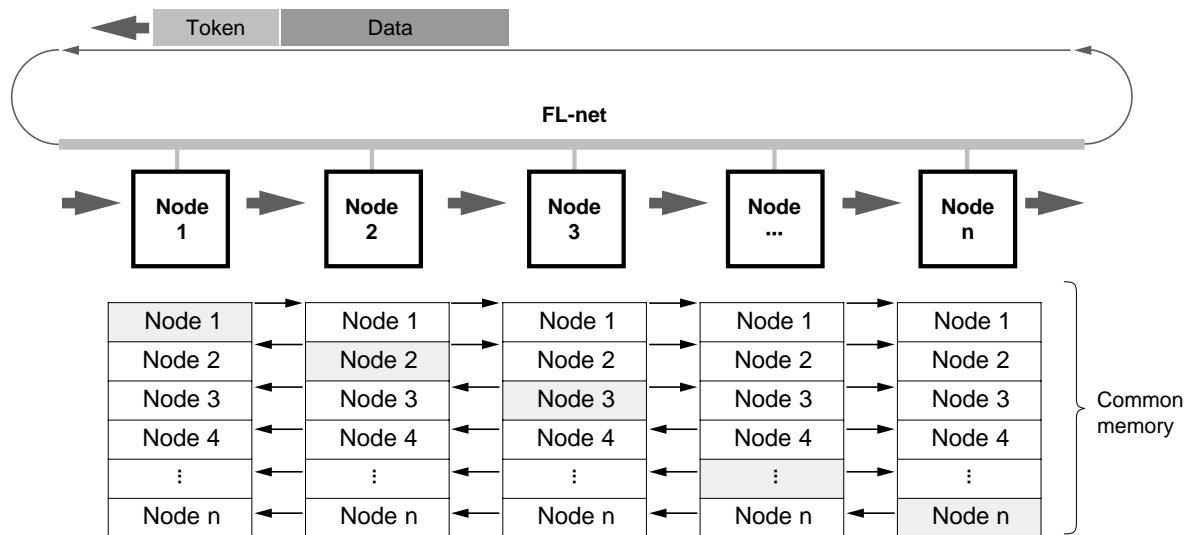 Token Data
FL-net
Node 1
Node 2
Node 3
Node ...
Node n
Node 1 Node 1 Node 1 Node 1 Node 1
Node 2 Node 2 Node 2 Node 2 Node 2
Node 3 Node 3 Node 3 Node 3 Node 3
Node 4 Node 4 Node 4 Node 4 Node 4
⋮ ⋮ ⋮ ⋮ ⋮
Node n Node n Node n Node n Node n
Common
memory